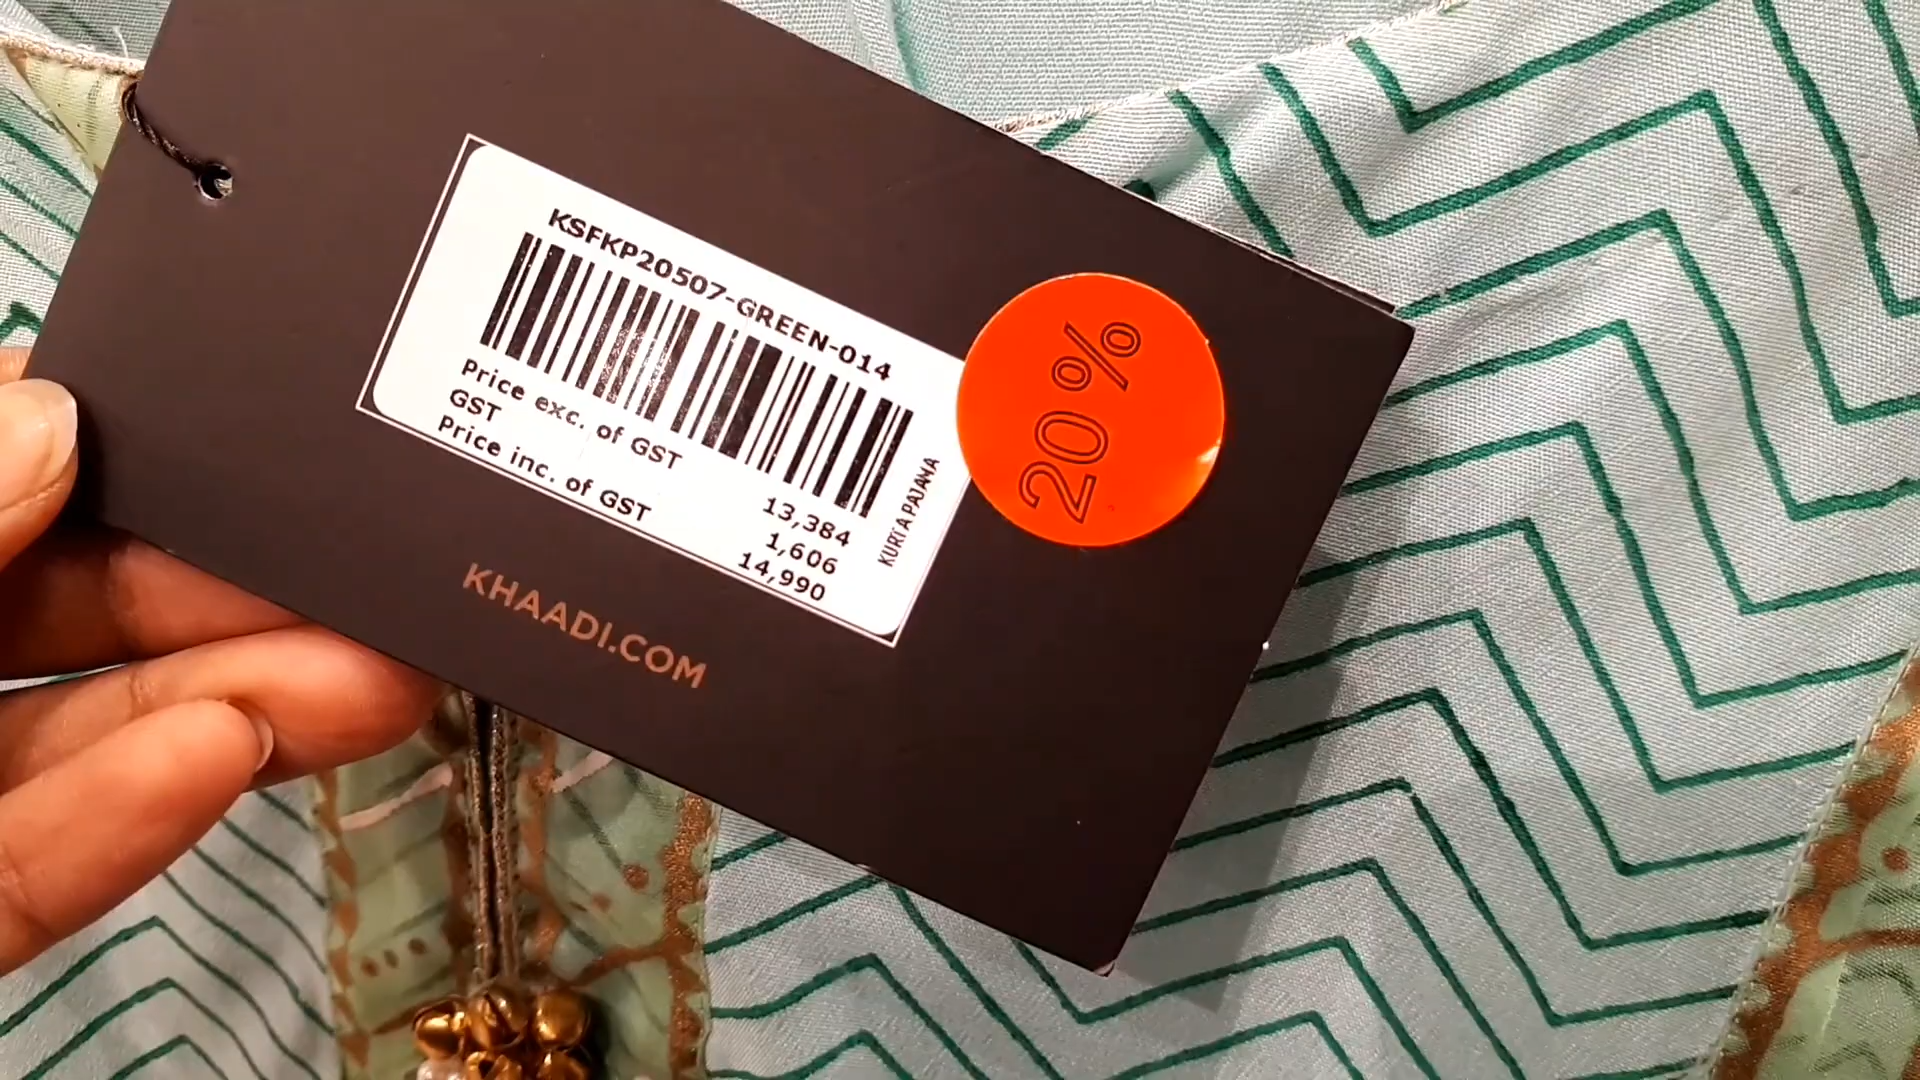 KSFKP20507-GREEN-014
Price exc. of GST 13,384
GST 1,606
Price inc. of GST 14,990
KURTA PAJAMA
20%
KHAADI.COM